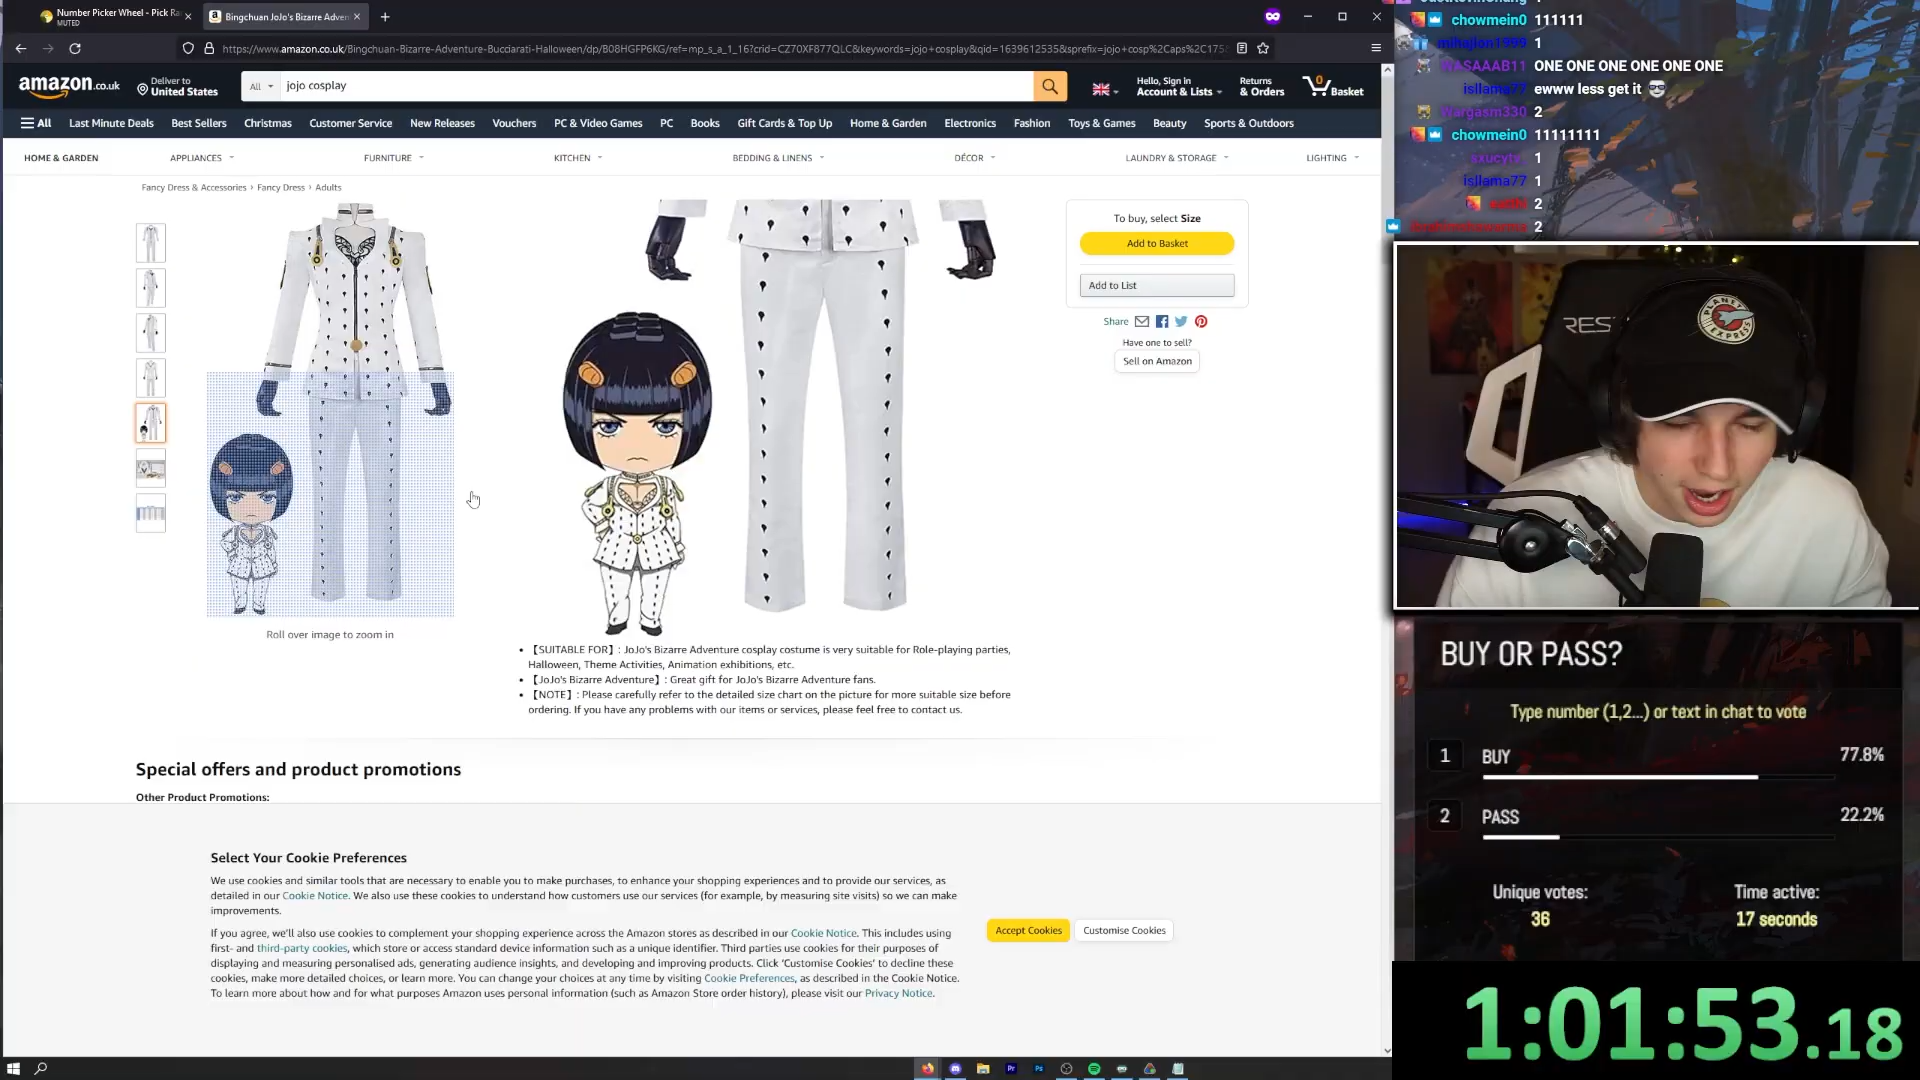 Number Picker Wheel - Pick Ra
MUTED
Bingchuan JoJo's Bizarre Adven
https://www.amazon.co.uk/Bingchuan-Bizarre-Adventure-Buccarati-Halloween/dp/B08HGFP6KG/ref=mp_s_a_1_16?crid=CZ70XF877QLC&keywords=jojo+cosplay&qid=1639612535&sprefix=jojo+cosp%2Caps%2C175
amazon.co.uk
Deliver to
United States
All
jojo cosplay
Hello, Sign in
Account & Lists
Returns
& Orders
0
Basket
All
Last Minute Deals
Best Sellers
Christmas
Customer Service
New Releases
Vouchers
PC & Video Games
PC
Books
Gift Cards & Top Up
Home & Garden
Electronics
Fashion
Toys & Games
Beauty
Sports & Outdoors
HOME & GARDEN
APPLIANCES
FURNITURE
KITCHEN
BEDDING & LINENS
DÉCOR
LAUNDRY & STORAGE
LIGHTING
Fancy Dress & Accessories › Fancy Dress › Adults
To buy, select Size
Add to Basket
Add to List
Share
Have one to sell?
Sell on Amazon
Roll over image to zoom in
• 【SUITABLE FOR】: JoJo's Bizarre Adventure cosplay costume is very suitable for Role-playing parties,
Halloween, Theme Activities, Animation exhibitions, etc.
• 【JoJo's Bizarre Adventure】: Great gift for JoJo's Bizarre Adventure fans.
• 【NOTE】: Please carefully refer to the detailed size chart on the picture for more suitable size before
ordering. If you have any problems with our items or services, please feel free to contact us.
Special offers and product promotions
Other Product Promotions:
Select Your Cookie Preferences
We use cookies and similar tools that are necessary to enable you to make purchases, to enhance your shopping experiences and to provide our services, as
detailed in our Cookie Notice. We also use these cookies to understand how customers use our services (for example, by measuring site visits) so we can make
improvements.
If you agree, we'll also use cookies to complement your shopping experience across the Amazon stores as described in our Cookie Notice. This includes using
first- and third-party cookies, which store or access standard device information such as a unique identifier. Third parties use cookies for their purposes of
displaying and measuring personalised ads, generating audience insights, and developing and improving products. Click 'Customise Cookies' to decline these
cookies, make more detailed choices, or learn more. You can change your choices at any time by visiting Cookie Preferences, as described in the Cookie Notice.
To learn more about how and for what purposes Amazon uses personal information (such as Amazon Store order history), please visit our Privacy Notice.
Accept Cookies
Customise Cookies
chowmein0 111111
mihajlon1999 1
WASAAAB11 ONE ONE ONE ONE ONE ONE
isllama77 ewww less get it
Wargasm330 2
chowmein0 11111111
1
isllama77 1
2
2
PLANET EXPRESS
BUY OR PASS?
Type number (1,2...) or text in chat to vote
1 BUY 77.8%
2 PASS 22.2%
Unique votes:
36
Time active:
17 seconds
1:01:53.18
Pr
Ps